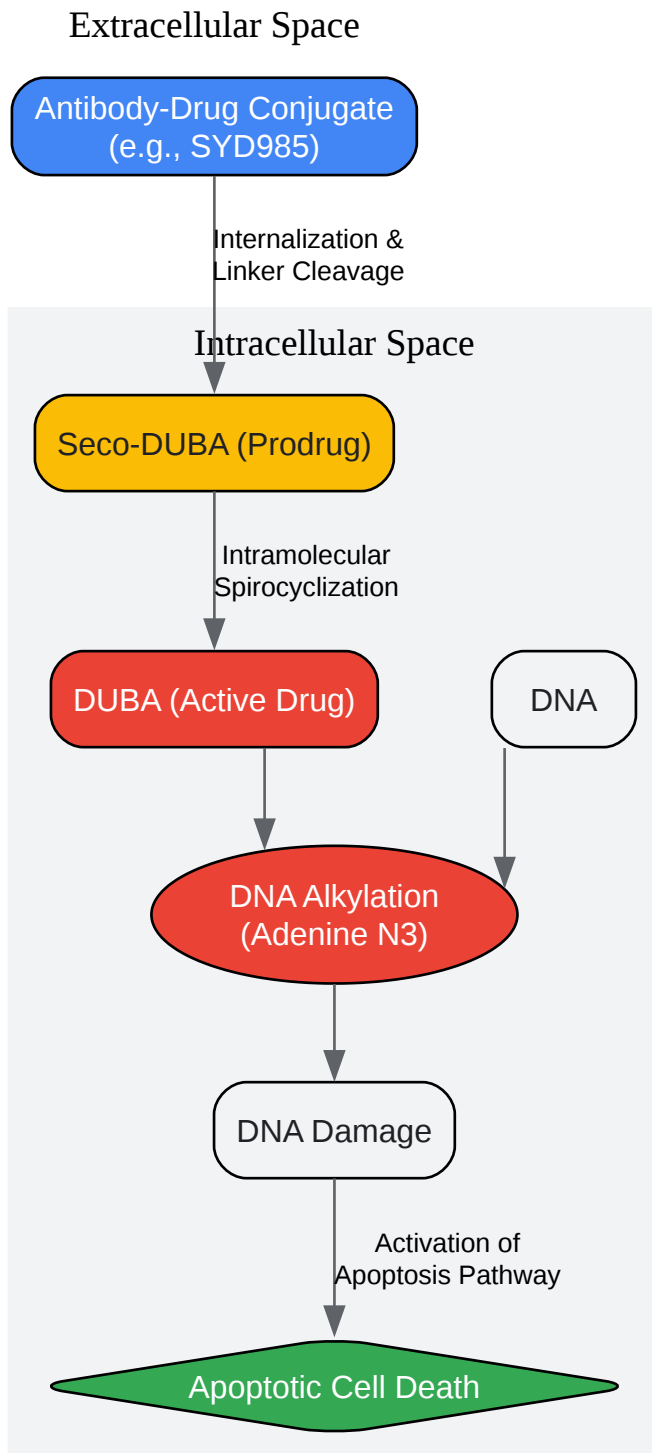 Extracellular Space
Antibody-Drug Conjugate
(e.g., SYD985)
Internalization &
Linker Cleavage
Intracellular Space
Seco-DUBA (Prodrug)
Intramolecular
Spirocyclization
DUBA (Active Drug)
DNA
DNA Alkylation
(Adenine N3)
DNA Damage
Activation of
Apoptosis Pathway
Apoptotic Cell Death